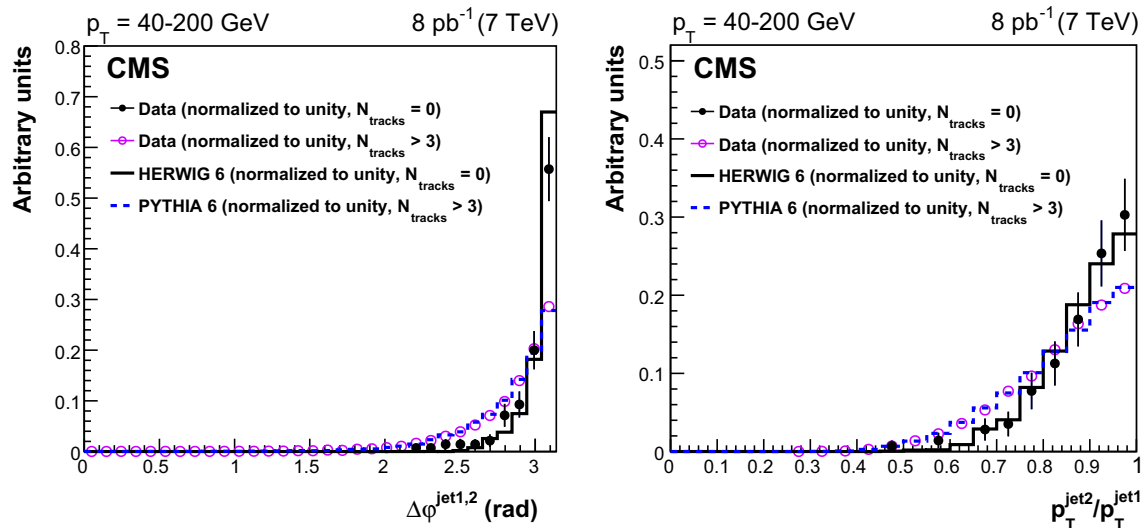 p_T = 40-200 GeV 8 pb⁻¹ (7 TeV)
Arbitrary units
0.8
0.7
0.6
0.5
0.4
0.3
0.2
0.1
0
CMS
Data (normalized to unity, N_tracks = 0)
Data (normalized to unity, N_tracks > 3)
HERWIG 6 (normalized to unity, N_tracks = 0)
PYTHIA 6 (normalized to unity, N_tracks > 3)
0 0.5 1 1.5 2 2.5 3
Δφ^jet1,2 (rad)
p_T = 40-200 GeV 8 pb⁻¹ (7 TeV)
Arbitrary units
0.5
0.4
0.3
0.2
0.1
0
CMS
Data (normalized to unity, N_tracks = 0)
Data (normalized to unity, N_tracks > 3)
HERWIG 6 (normalized to unity, N_tracks = 0)
PYTHIA 6 (normalized to unity, N_tracks > 3)
0 0.1 0.2 0.3 0.4 0.5 0.6 0.7 0.8 0.9 1
p_T^jet2/p_T^jet1